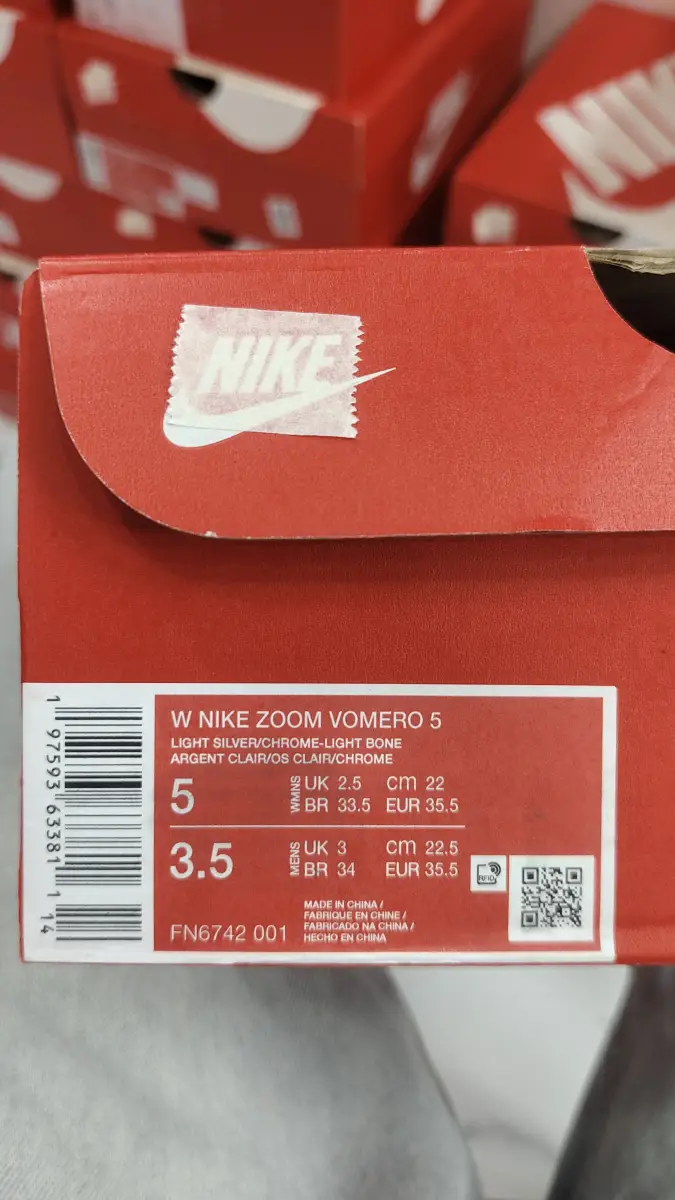 NIKE
W NIKE ZOOM VOMERO 5
LIGHT SILVER/CHROME-LIGHT BONE
ARGENT CLAIR/OS CLAIR/CHROME
5 WMNS UK 2.5 cm 22
BR 33.5 EUR 35.5
3.5 MENS UK 3 cm 22.5
BR 34 EUR 35.5
RFID
FN6742 001
MADE IN CHINA /
FABRIQUE EN CHINE /
FABRICADO NA CHINA /
HECHO EN CHINA
1 97593 63381 1 14